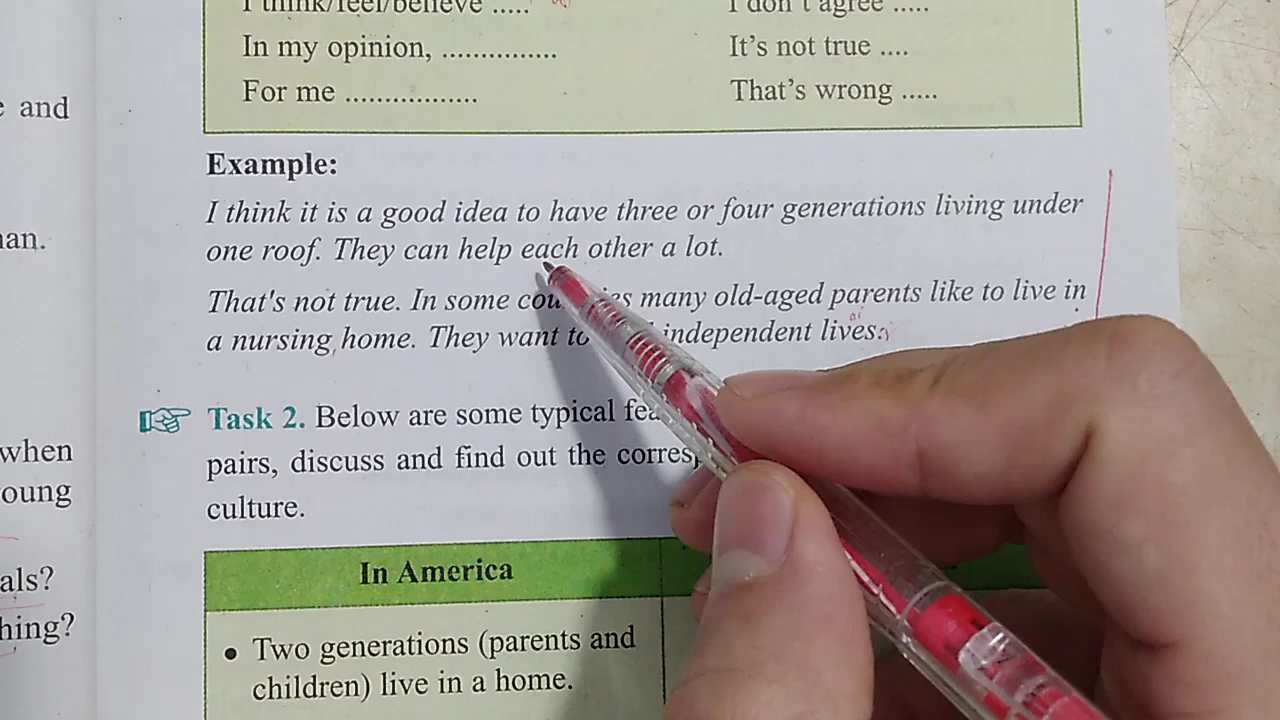 I think/feel/believe .....
I don't agree .....
In my opinion, ...............
It's not true ....
For me .................
That's wrong .....
and
Example:
I think it is a good idea to have three or four generations living under
one roof. They can help each other a lot.
That's not true. In some many old-aged parents like to live in
a nursing home. They want to independent lives.
Task 2. Below are some typical
pairs, discuss and find out the
culture.
when
In America
• Two generations (parents and
children) live in a home.